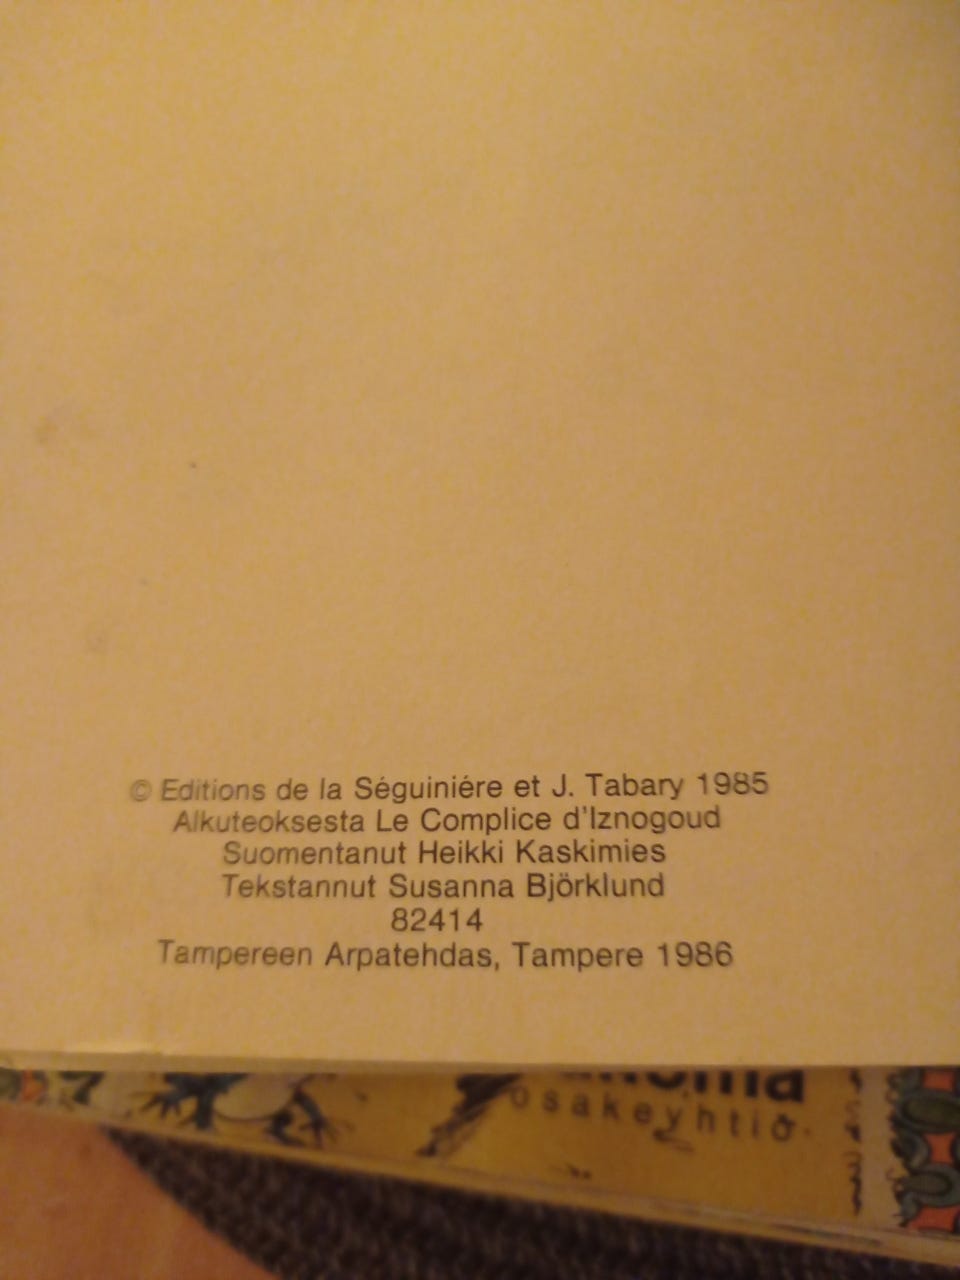 © Editions de la Séguiniére et J. Tabary 1985
Alkuteoksesta Le Complice d'Iznogoud
Suomentanut Heikki Kaskimies
Tekstannut Susanna Björklund
82414
Tampereen Arpatehdas, Tampere 1986
osakeyhtiö